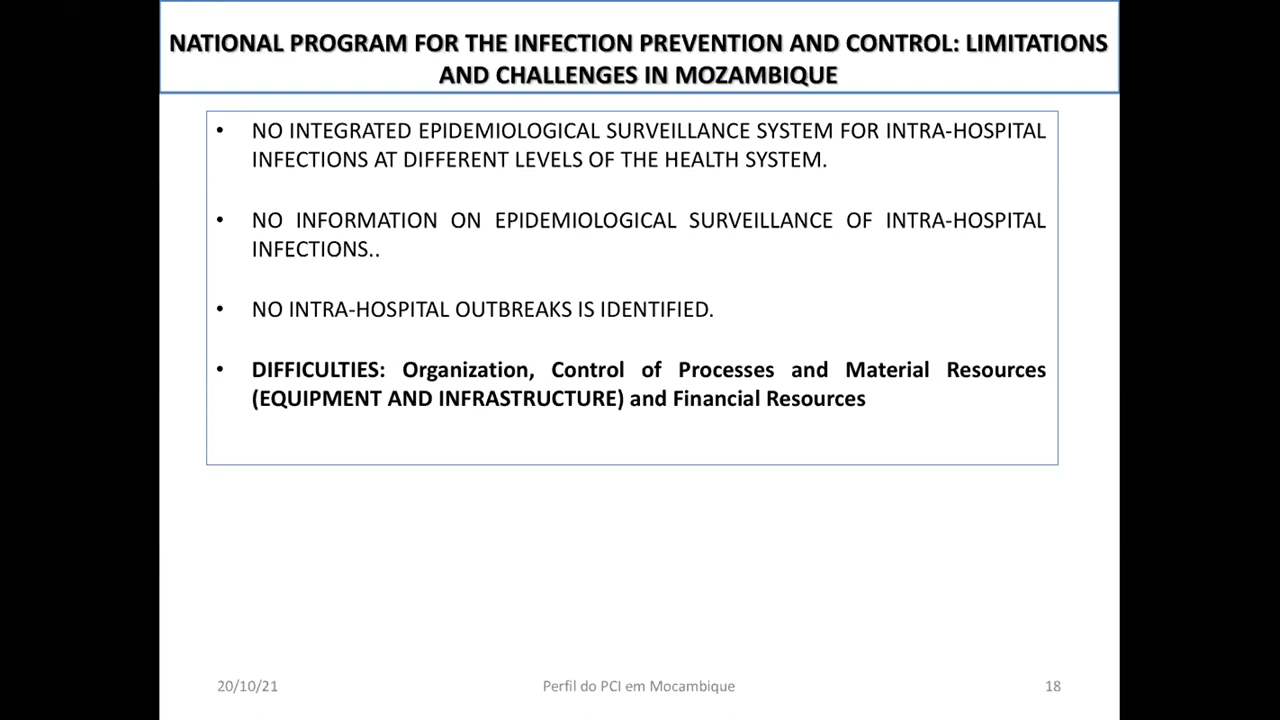 NATIONAL PROGRAM FOR THE INFECTION PREVENTION AND CONTROL: LIMITATIONS
AND CHALLENGES IN MOZAMBIQUE
• NO INTEGRATED EPIDEMIOLOGICAL SURVEILLANCE SYSTEM FOR INTRA-HOSPITAL
INFECTIONS AT DIFFERENT LEVELS OF THE HEALTH SYSTEM.
• NO INFORMATION ON EPIDEMIOLOGICAL SURVEILLANCE OF INTRA-HOSPITAL
INFECTIONS..
• NO INTRA-HOSPITAL OUTBREAKS IS IDENTIFIED.
• DIFFICULTIES: Organization, Control of Processes and Material Resources
(EQUIPMENT AND INFRASTRUCTURE) and Financial Resources
20/10/21
Perfil do PCI em Mocambique
18